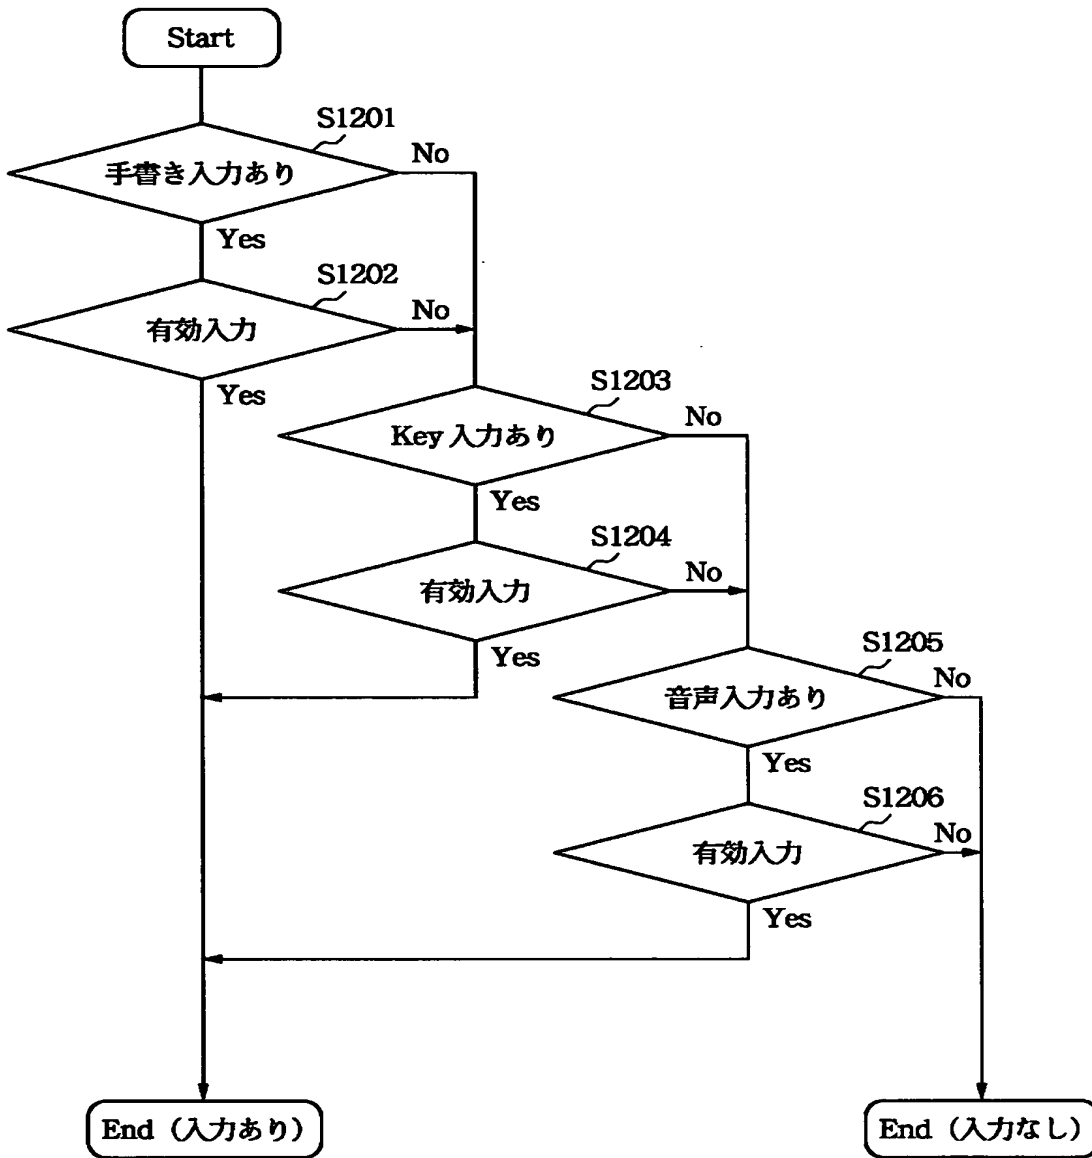 Start
S1201
手書き入力あり
No
Yes
S1202
有効入力
No
Yes
S1203
Key 入力あり
No
Yes
S1204
有効入力
No
Yes
S1205
音声入力あり
No
Yes
S1206
有効入力
No
Yes
End（入力あり）
End（入力なし）